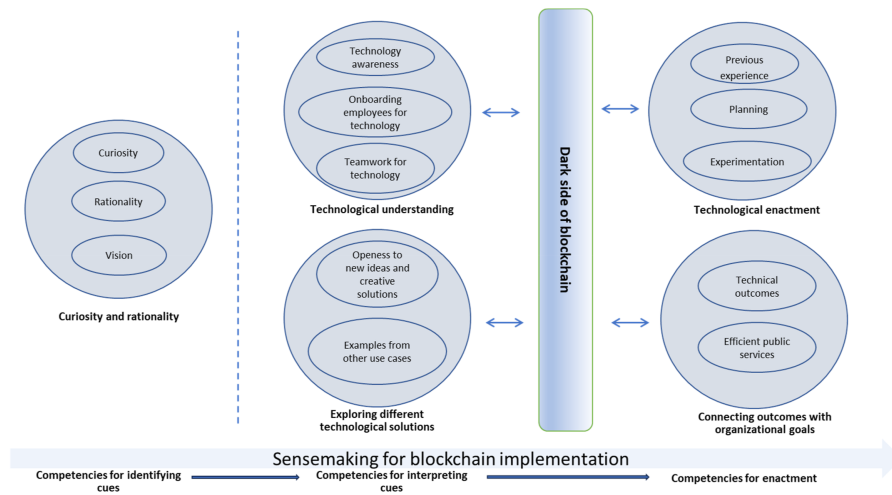 Curiosity
Rationality
Vision
Curiosity and rationality
Technology
awareness
Onboarding
employees for
technology
Teamwork for
technology
Technological understanding
Openess to
new ideas and
creative
solutions
Examples from
other use cases
Exploring different
technological solutions
Dark side of blockchain
Previous
experience
Planning
Experimentation
Technological enactment
Technical
outcomes
Efficient public
services
Connecting outcomes with
organizational goals
Sensemaking for blockchain implementation
Competencies for identifying
cues
Competencies for interpreting
cues
Competencies for enactment